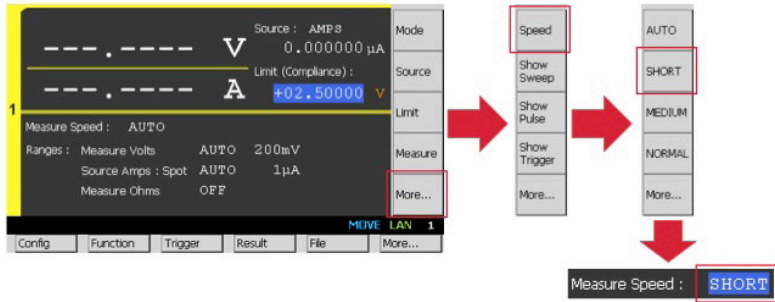 Source : AMPS
---.---- V 0.000000 µA
Limit (Compliance) :
---.---- A +02.50000 V
1
Measure Speed : AUTO
Ranges : Measure Volts AUTO 200mV
Source Amps : Spot AUTO 1µA
Measure Ohms OFF
MOVE LAN 1
Config Function Trigger Result File More...
Mode
Source
Limit
Measure
More...
Speed
Show
Sweep
Show
Pulse
Show
Trigger
More...
AUTO
SHORT
MEDIUM
NORMAL
More...
Measure Speed : SHORT